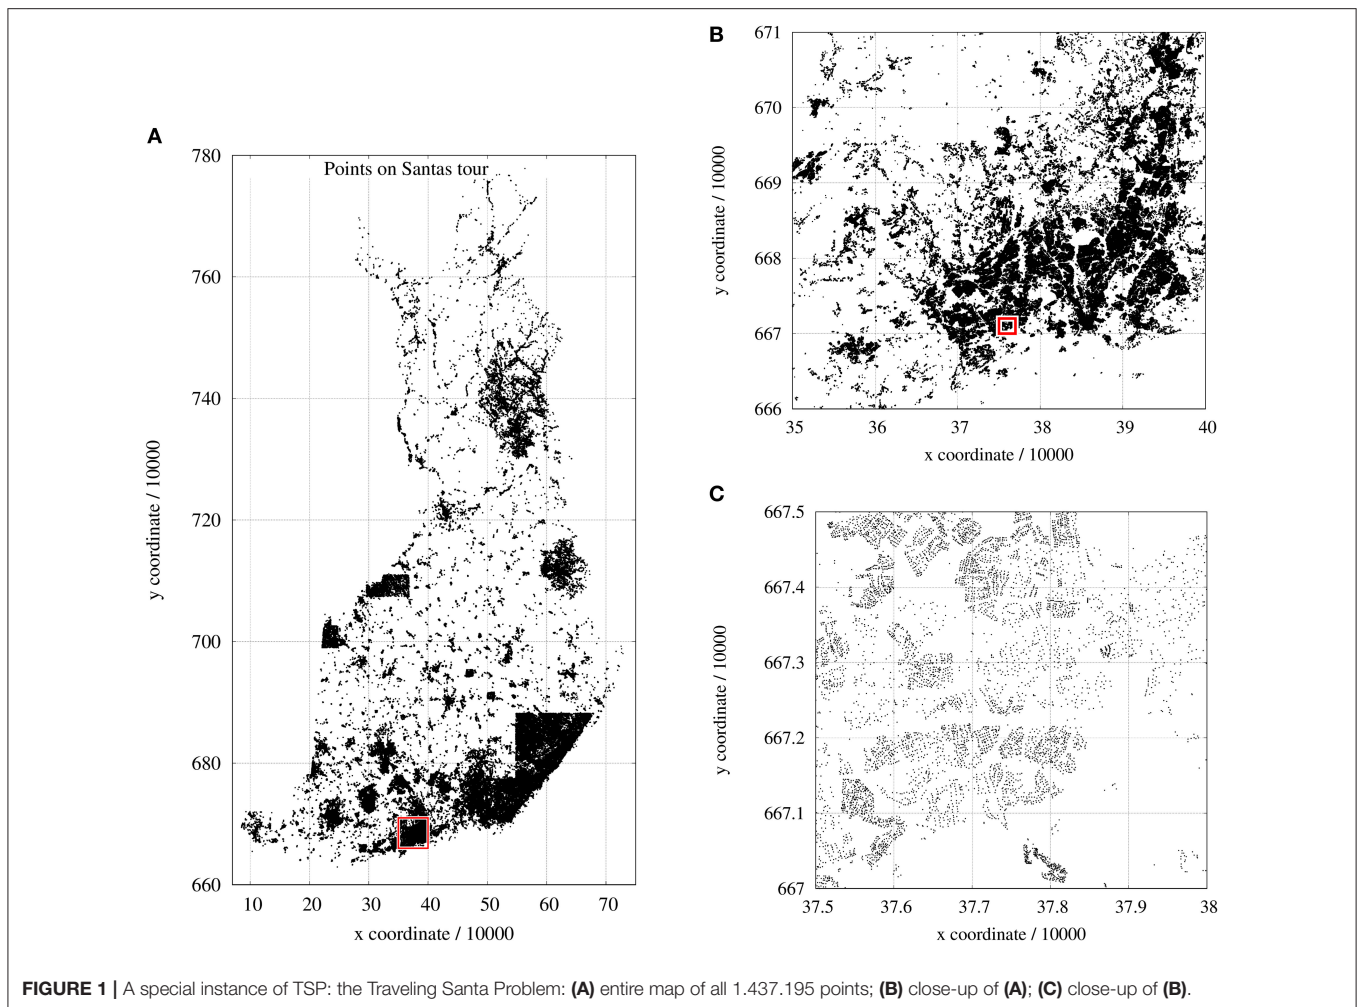 A
Points on Santas tour
780
760
740
720
700
680
660
10 20 30 40 50 60 70
x coordinate / 10000
y coordinate / 10000
B
671
670
669
668
667
666
35 36 37 38 39 40
x coordinate / 10000
y coordinate / 10000
C
667.5
667.4
667.3
667.2
667.1
667
37.5 37.6 37.7 37.8 37.9 38
x coordinate / 10000
y coordinate / 10000
FIGURE 1 | A special instance of TSP: the Traveling Santa Problem: (A) entire map of all 1.437.195 points; (B) close-up of (A); (C) close-up of (B).